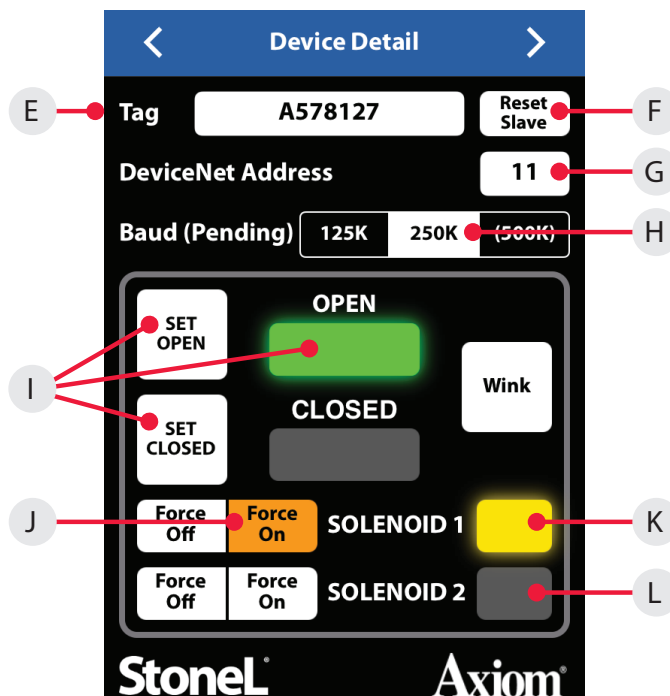 Device Detail
E
Tag
A578127
Reset
Slave
F
DeviceNet Address
11
G
Baud (Pending)
125K
250K
(500K)
H
SET
OPEN
OPEN
I
Wink
SET
CLOSED
CLOSED
J
Force
Off
Force
On
SOLENOID 1
K
Force
Off
Force
On
SOLENOID 2
L
StoneL®
Axiom®